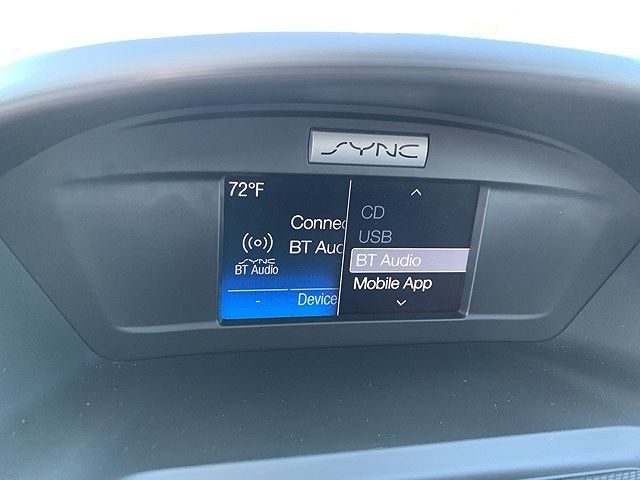 SYNC
72°F
Connec
BT Aud
SYNC
BT Audio
-
Device
CD
USB
BT Audio
Mobile App